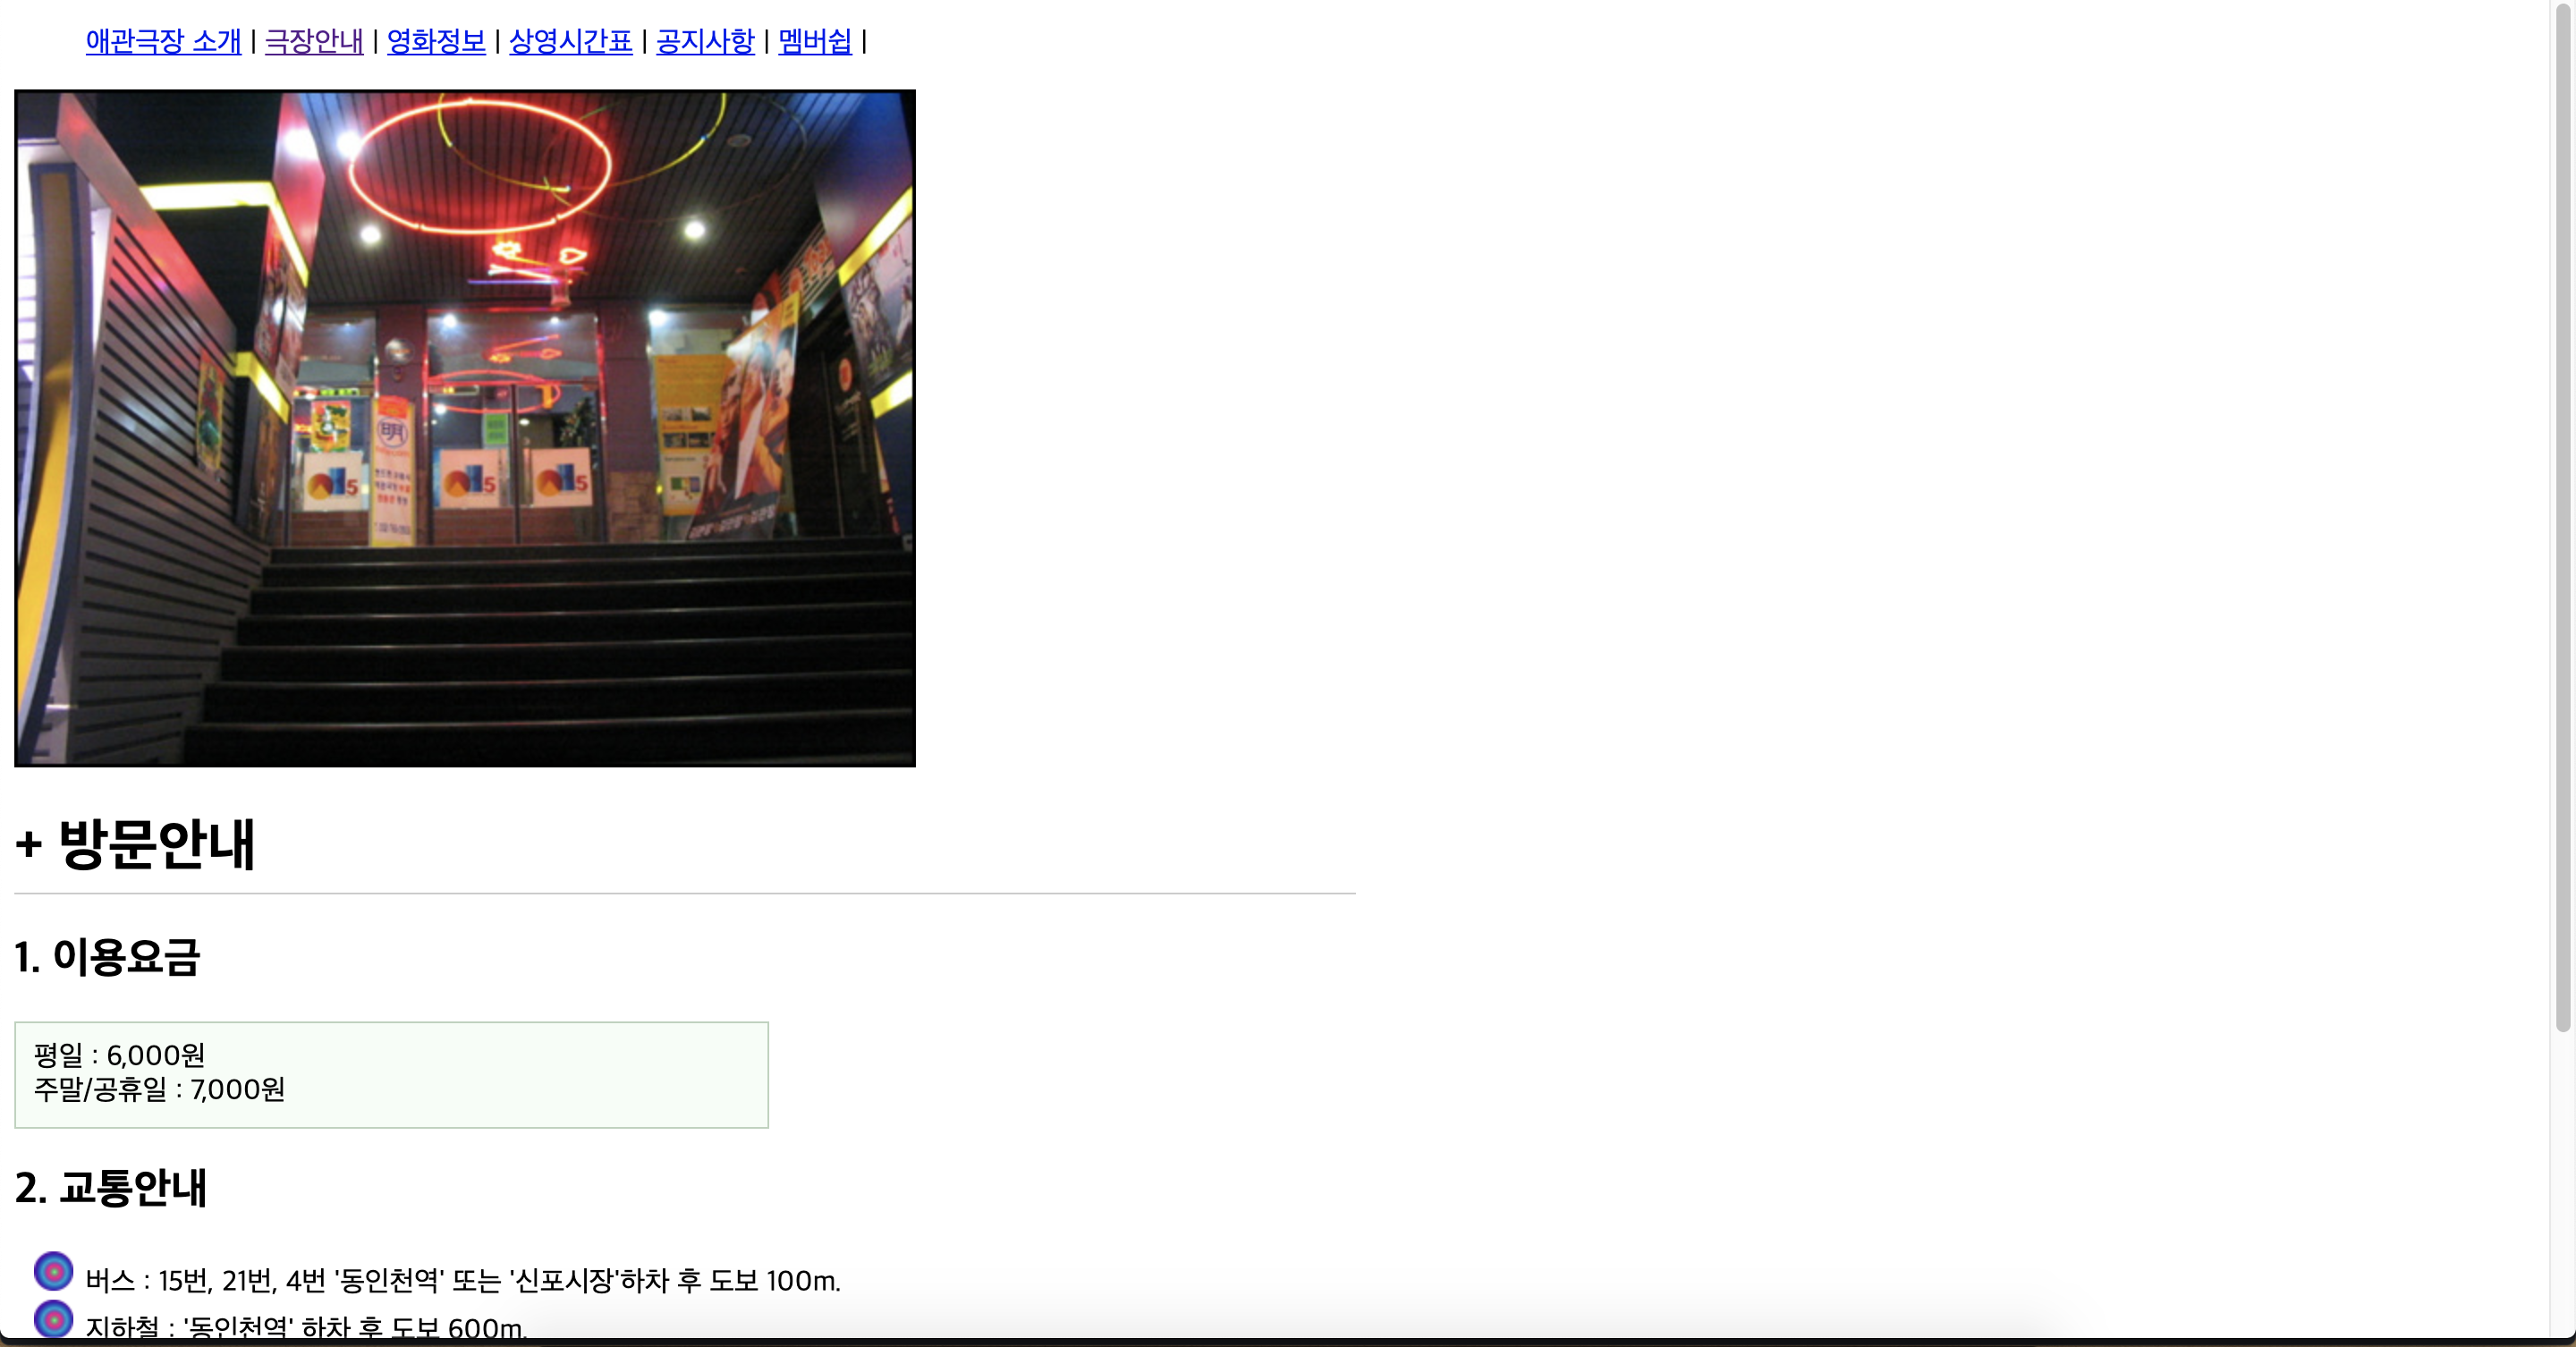 애관극장 소개 | 극장안내 | 영화정보 | 상영시간표 | 공지사항 | 멤버쉽 |
明
5
5
5
+ 방문안내
1. 이용요금
평일 : 6,000원
주말/공휴일 : 7,000원
2. 교통안내
버스 : 15번, 21번, 4번 '동인천역' 또는 '신포시장'하차 후 도보 100m.
지하철 : '동인천역' 하차 후 도보 600m.